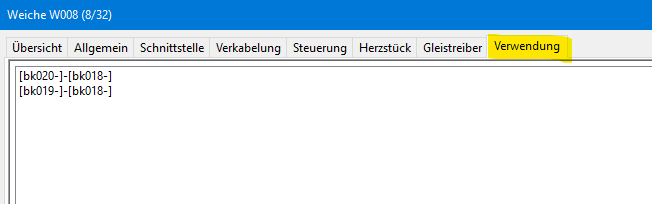 Weiche W008 (8/32)
Übersicht Allgemein Schnittstelle Verkabelung Steuerung Herzstück Gleistreiber Verwendung
[bk020-]-[bk018-]
[bk019-]-[bk018-]